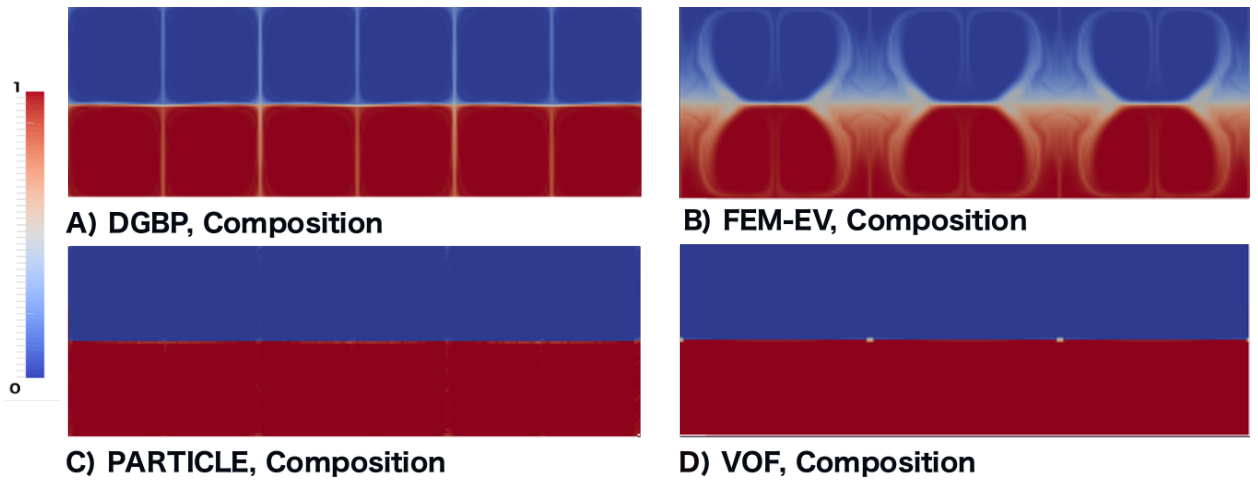 1
0
A) DGBP, Composition
B) FEM-EV, Composition
C) PARTICLE, Composition
D) VOF, Composition